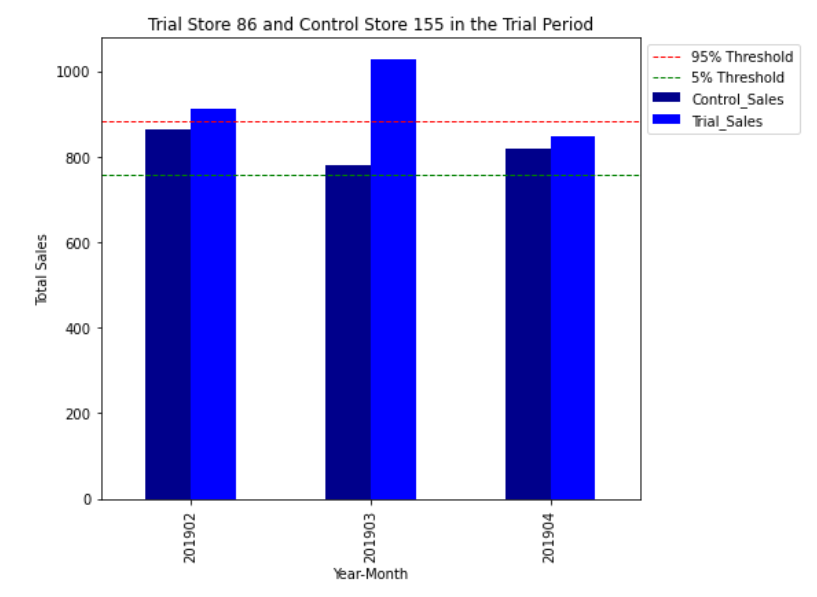 Trial Store 86 and Control Store 155 in the Trial Period
95% Threshold
5% Threshold
Control_Sales
Trial_Sales
1000
800
600
400
200
0
Total Sales
201902
201903
201904
Year-Month